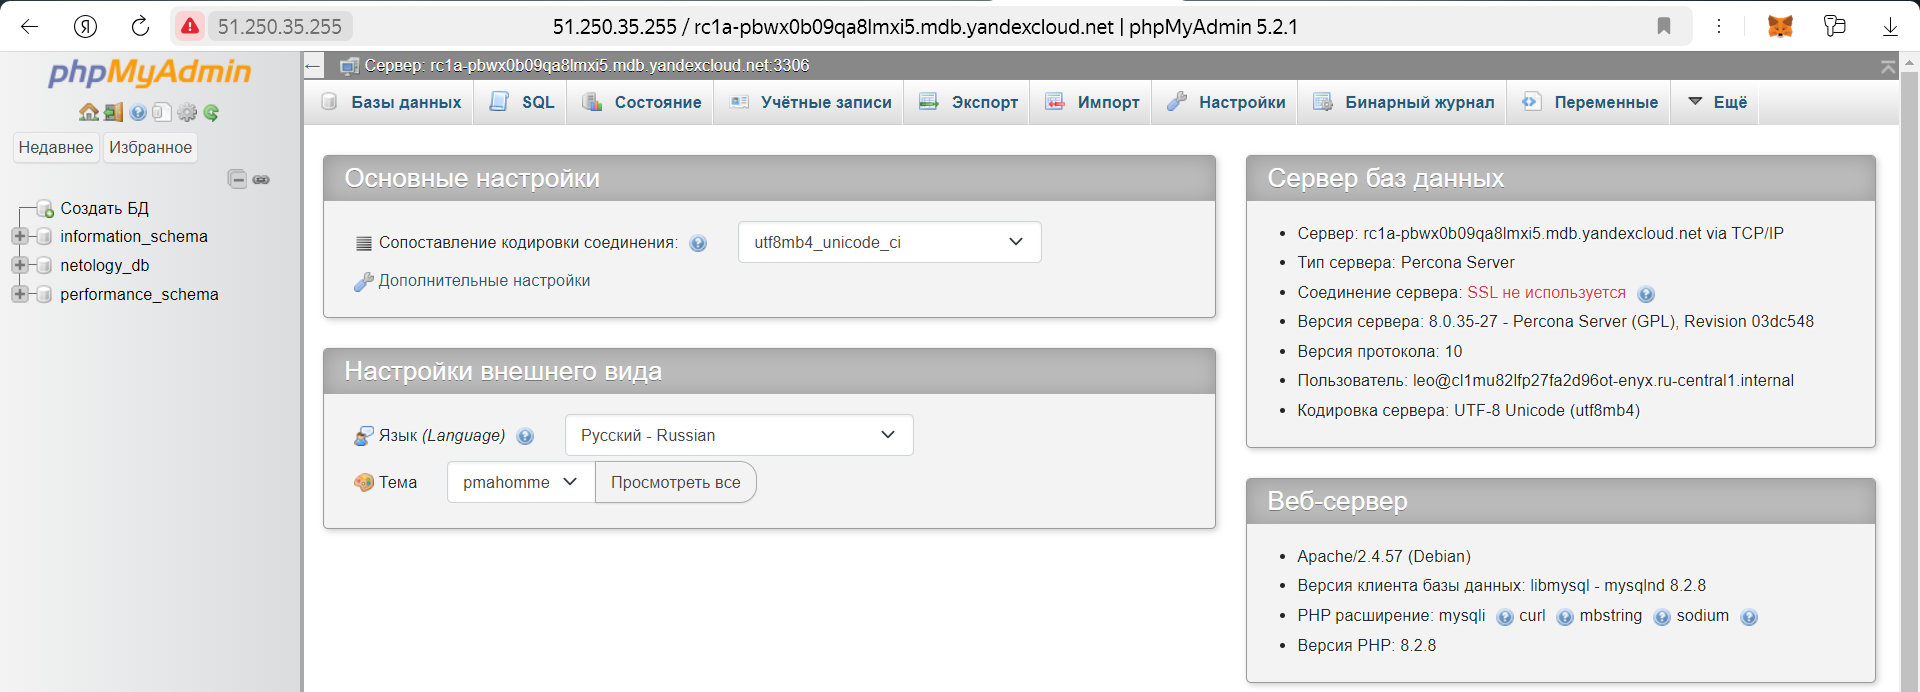 51.250.35.255
51.250.35.255 / rc1a-pbwx0b09qa8lmxi5.mdb.yandexcloud.net | phpMyAdmin 5.2.1
phpMyAdmin
Недавнее Избранное
Создать БД
information_schema
netology_db
performance_schema
Сервер: rc1a-pbwx0b09qa8lmxi5.mdb.yandexcloud.net:3306
Базы данных SQL Состояние Учётные записи Экспорт Импорт Настройки Бинарный журнал Переменные Ещё
Основные настройки
Сопоставление кодировки соединения: utf8mb4_unicode_ci
Дополнительные настройки
Настройки внешнего вида
Язык (Language) Русский - Russian
Тема pmahomme Просмотреть все
Сервер баз данных
• Сервер: rc1a-pbwx0b09qa8lmxi5.mdb.yandexcloud.net via TCP/IP
• Тип сервера: Percona Server
• Соединение сервера: SSL не используется
• Версия сервера: 8.0.35-27 - Percona Server (GPL), Revision 03dc548
• Версия протокола: 10
• Пользователь: leo@cl1mu82lfp27fa2d96ot-enyx.ru-central1.internal
• Кодировка сервера: UTF-8 Unicode (utf8mb4)
Веб-сервер
• Apache/2.4.57 (Debian)
• Версия клиента базы данных: libmysql - mysqlnd 8.2.8
• PHP расширение: mysqli curl mbstring sodium
• Версия PHP: 8.2.8